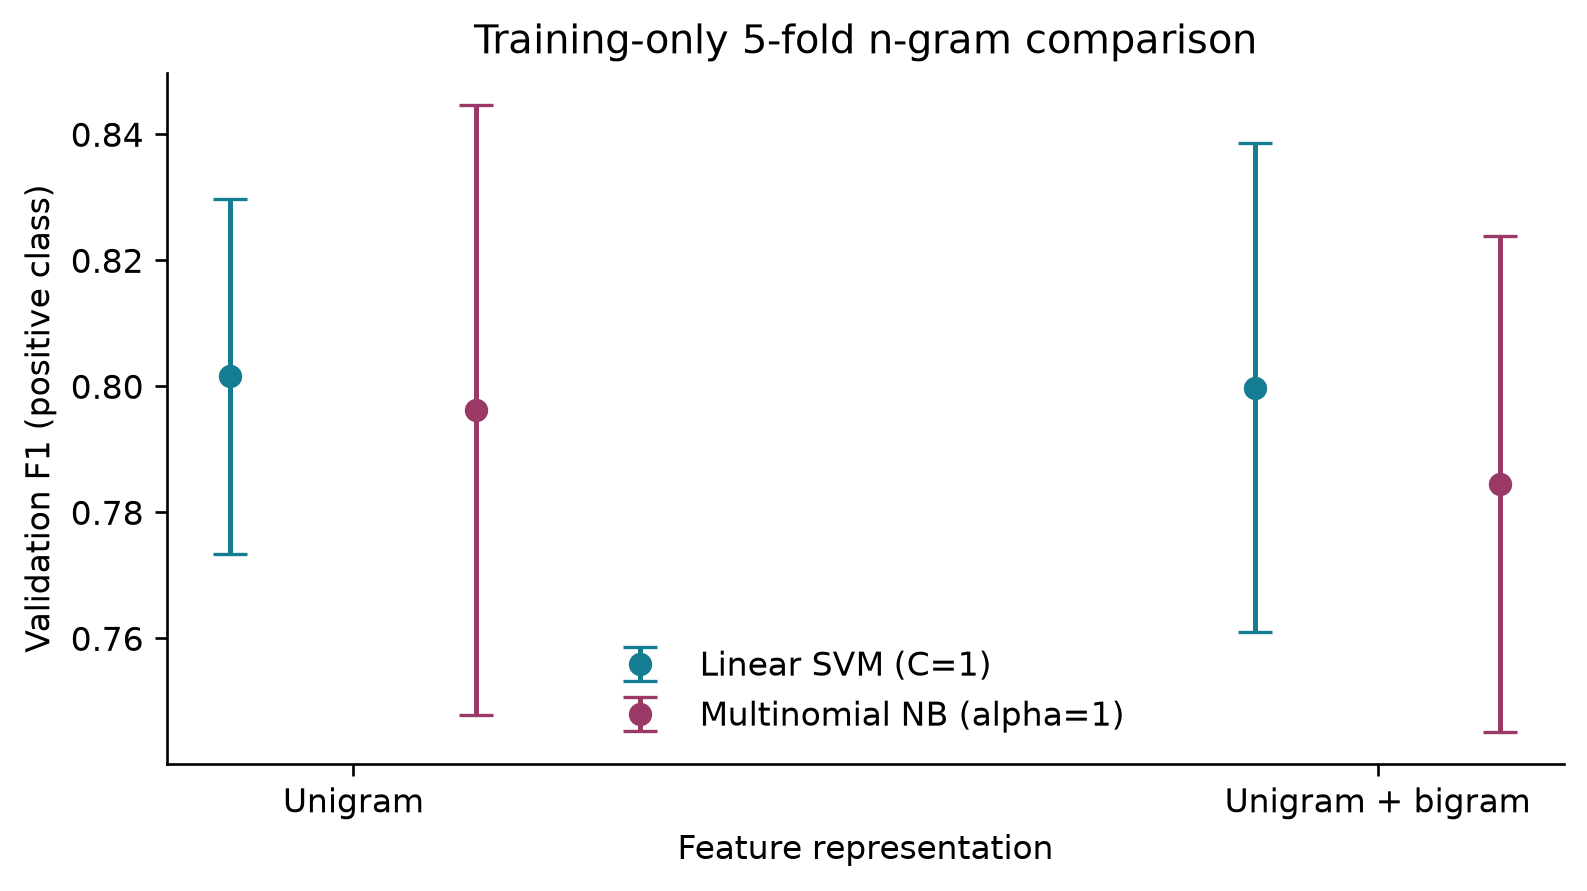 Training-only 5-fold n-gram comparison
Validation F1 (positive class)
0.84
0.82
0.80
0.78
0.76
Linear SVM (C=1)
Multinomial NB (alpha=1)
Unigram
Unigram + bigram
Feature representation